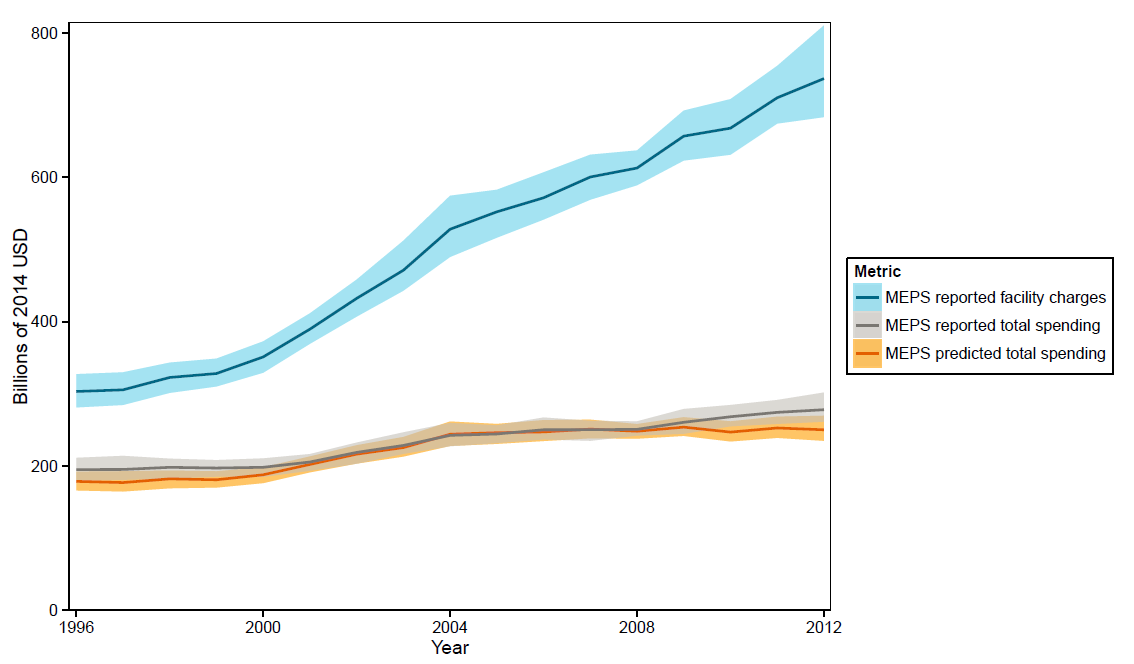 800
600
400
200
0
Billions of 2014 USD
1996
2000
2004
2008
2012
Year
Metric
MEPS reported facility charges
MEPS reported total spending
MEPS predicted total spending